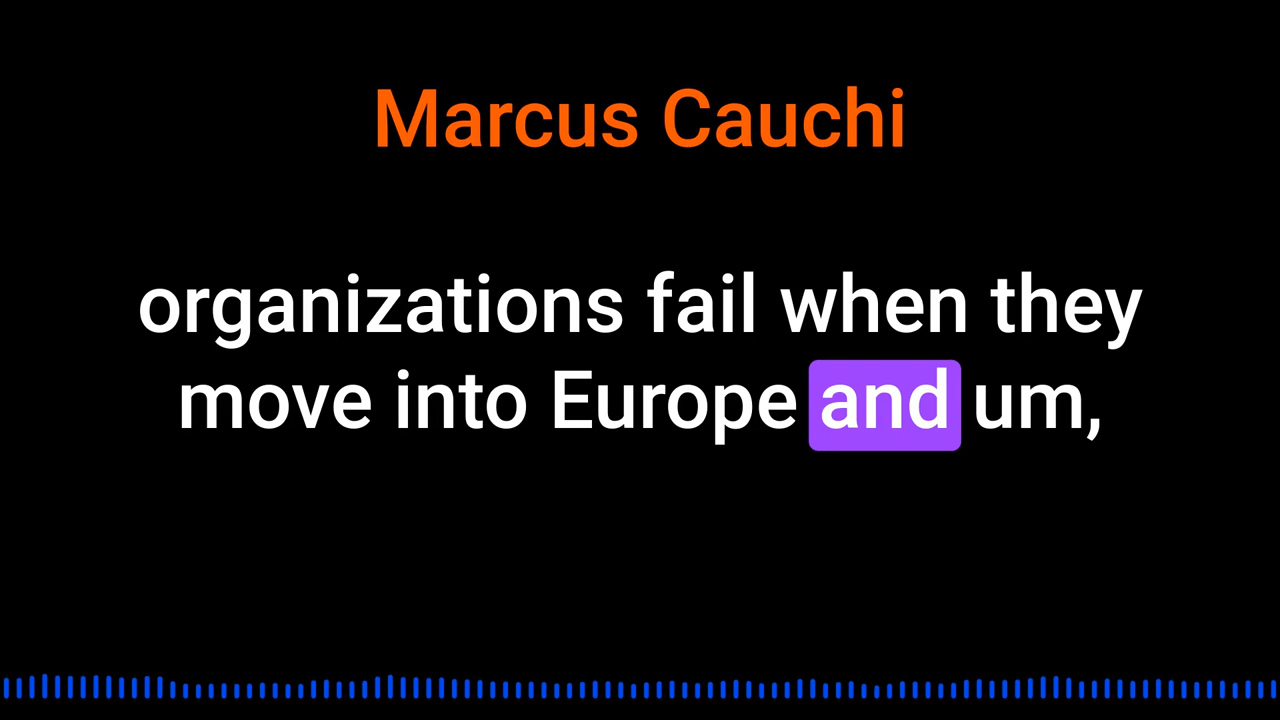 Marcus Cauchi
organizations fail when they
move into Europe and um,